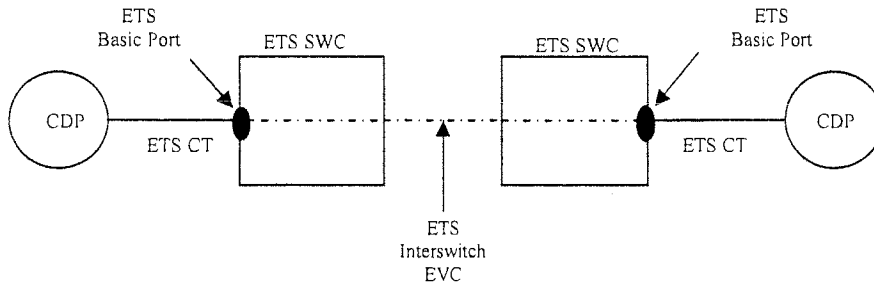 ETS
Basic Port
ETS SWC
ETS SWC
ETS
Basic Port
CDP
ETS CT
ETS CT
CDP
ETS
Interswitch
EVC